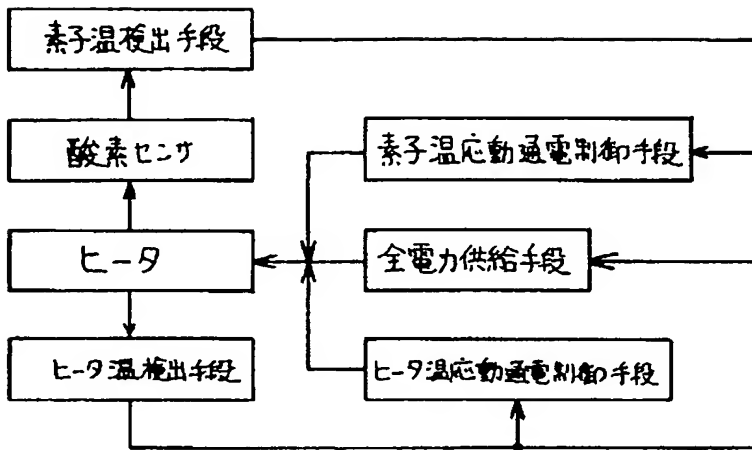 素子温検出手段
酸素センサ
素子温応動通電制御手段
ヒータ
全電力供給手段
ヒータ温検出手段
ヒータ温応動通電制御手段